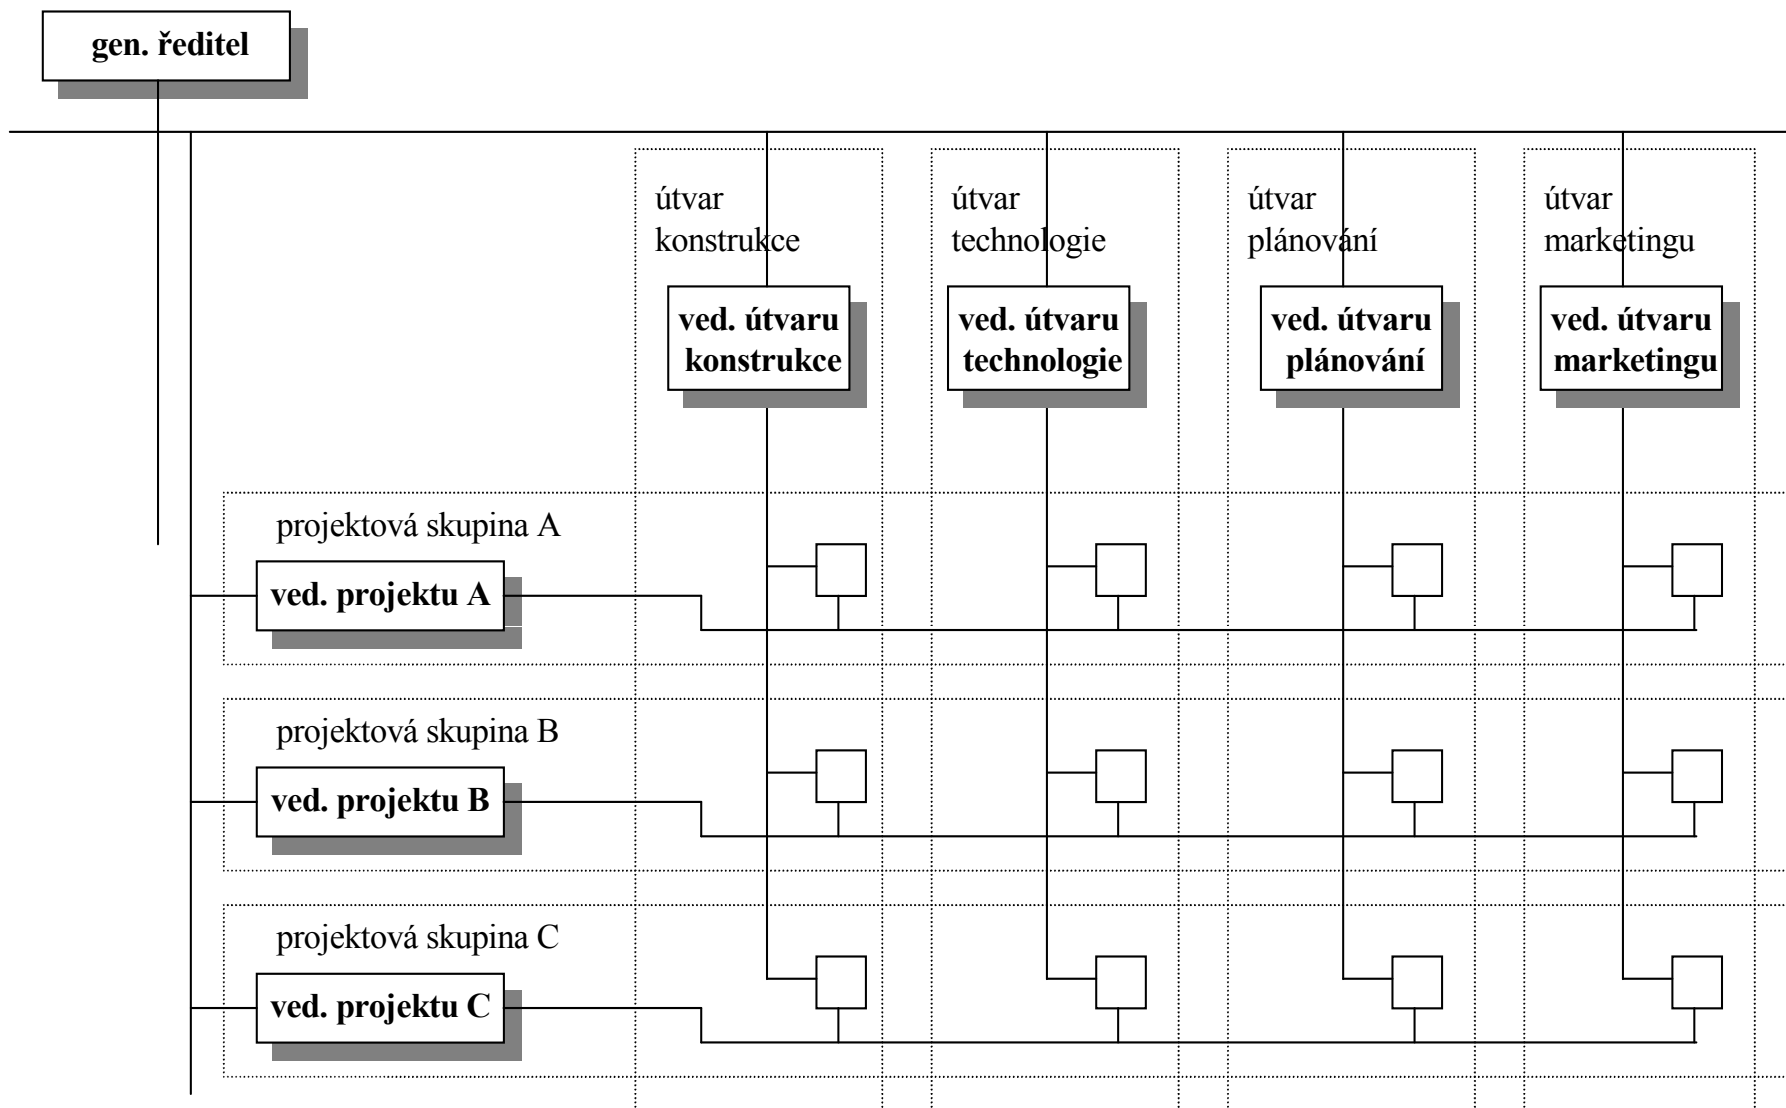 gen. ředitel
útvar
konstrukce
útvar
technologie
útvar
plánování
útvar
marketingu
ved. útvaru
konstrukce
ved. útvaru
technologie
ved. útvaru
plánování
ved. útvaru
marketingu
projektová skupina A
ved. projektu A
projektová skupina B
ved. projektu B
projektová skupina C
ved. projektu C